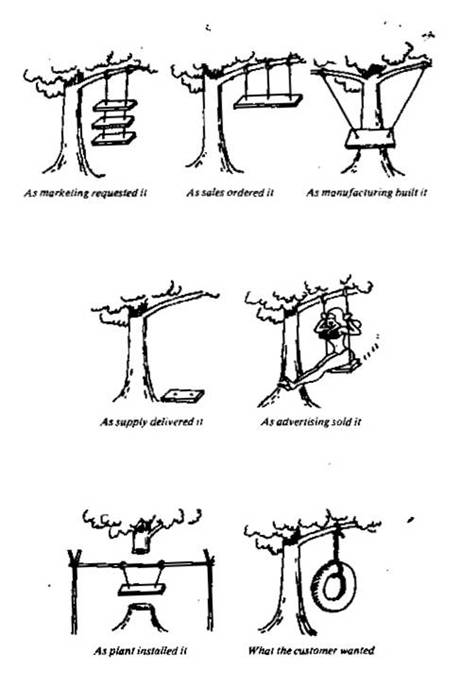 As marketing requested it
As sales ordered it
As manufacturing built it
As supply delivered it
As advertising sold it
As plant installed it
What the customer wanted